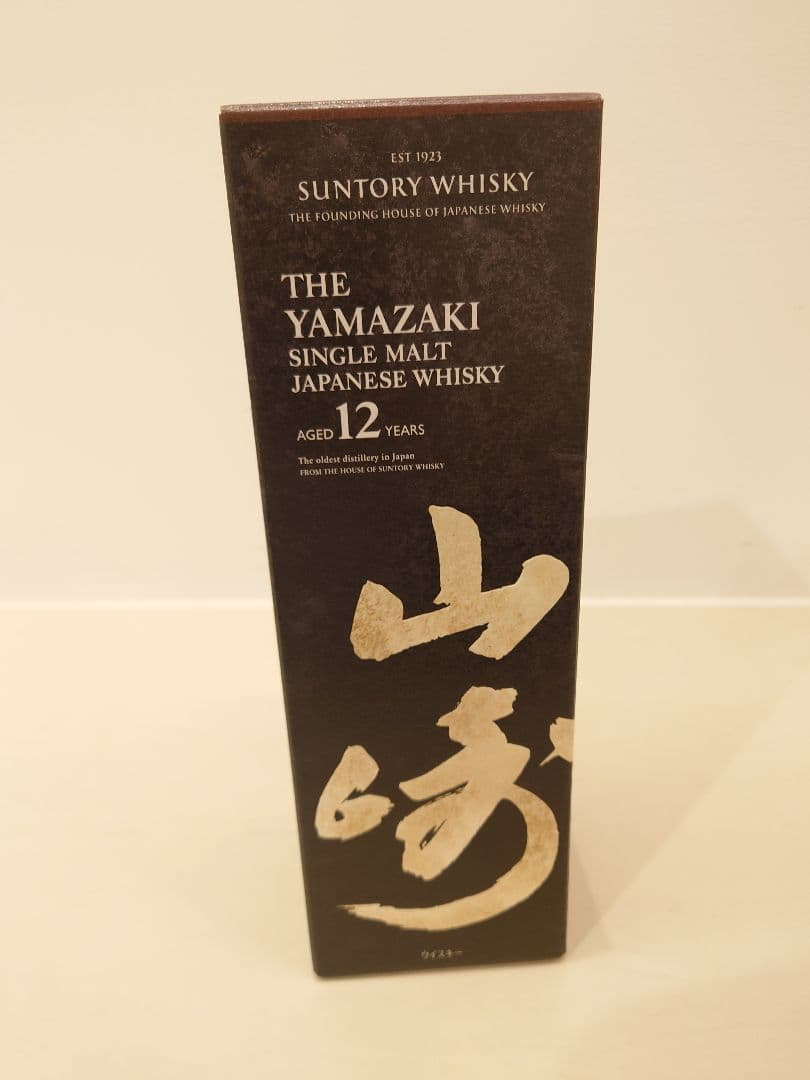 EST 1923
SUNTORY WHISKY
THE FOUNDING HOUSE OF JAPANESE WHISKY
THE
YAMAZAKI
SINGLE MALT
JAPANESE WHISKY
AGED 12 YEARS
The oldest distillery in Japan
FROM THE HOUSE OF SUNTORY WHISKY
山
崎
ウイスキー